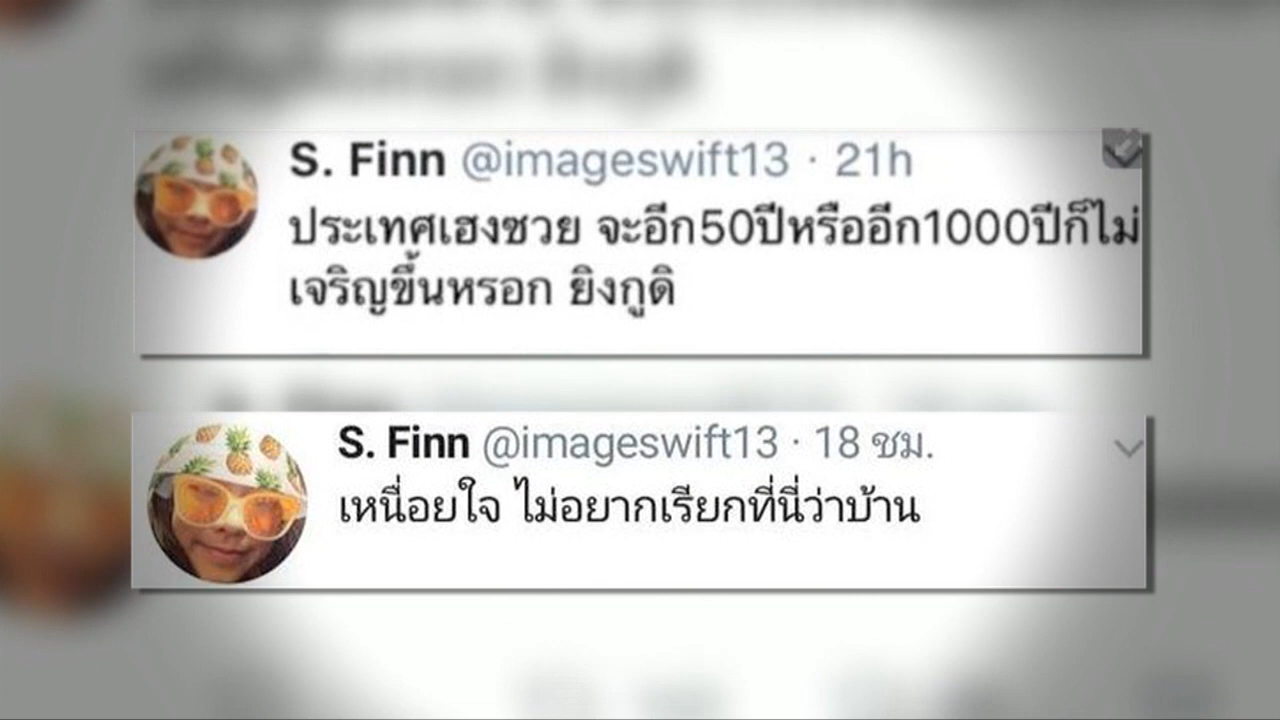 S. Finn @imageswift13 · 21h
ประเทศเฮงซวย จะอีก50ปีหรืออีก1000ปีก็ไม่
เจริญขึ้นหรอก ยิงกูดิ
S. Finn @imageswift13 · 18 ชม.
เหนื่อยใจ ไม่อยากเรียกที่นี่ว่าบ้าน